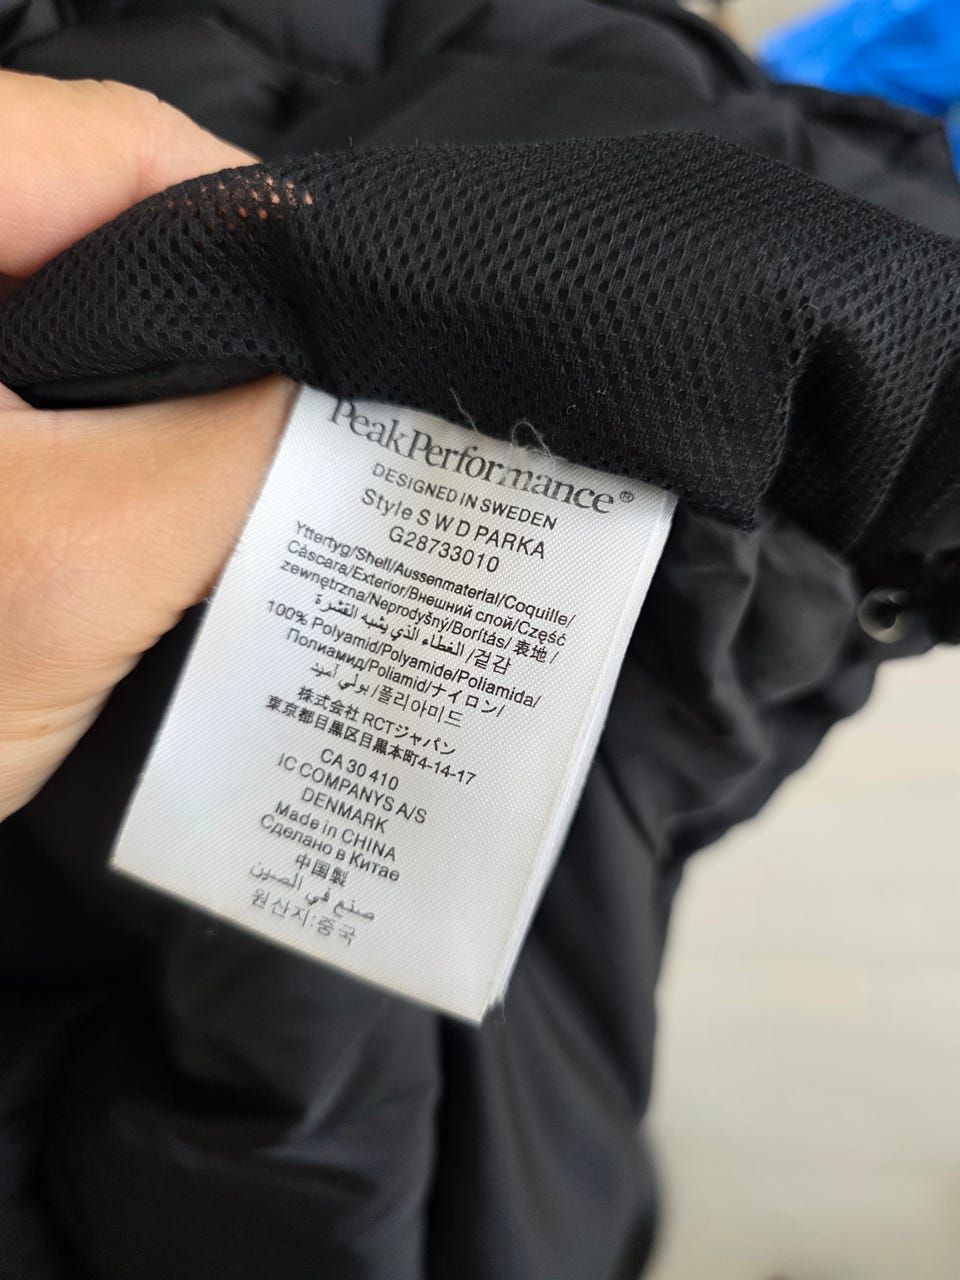 PeakPerformance®
DESIGNED IN SWEDEN
Style S W D PARKA
G28733010
Yttertyg/Shell/Aussenmaterial/Coquille/
Càscara/Exterior/Внешний слой/Część
zewnętrzna/Neprodyšný/Borítás/表地/
الغطاء الذي يشبه القشرة/겉감
100% Polyamid/Polyamide/Poliamida/
Полиамид/Poliamid/ナイロン/
بولي أميد/폴리아미드
株式会社 RCTジャパン
東京都目黒区目黒本町4-14-17
CA 30 410
IC COMPANYS A/S
DENMARK
Made in CHINA
Сделано в Китае
中国製
صنع في الصين
원산지:중국